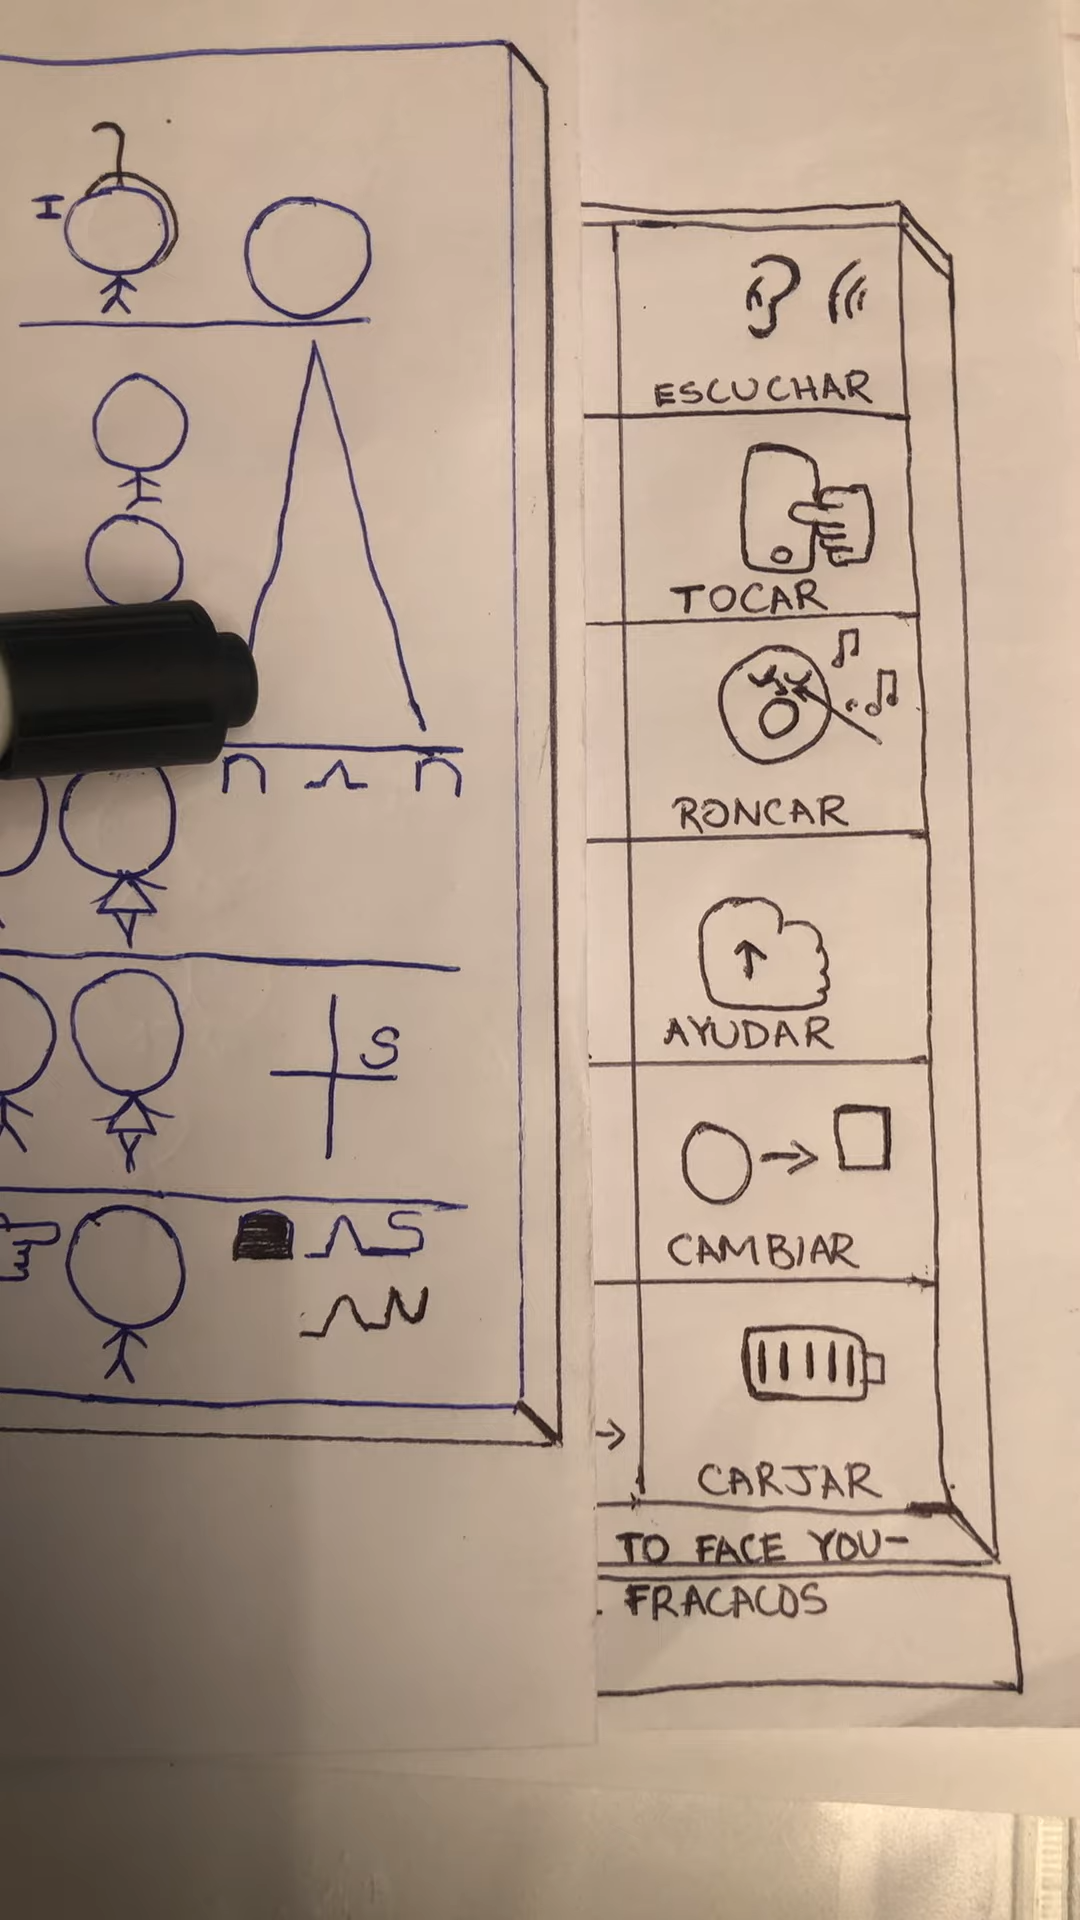 I
S
S
N
ESCUCHAR
TOCAR
RONCAR
AYUDAR
CAMBIAR
CARJAR
TO FACE YOU-
. FRACACOS